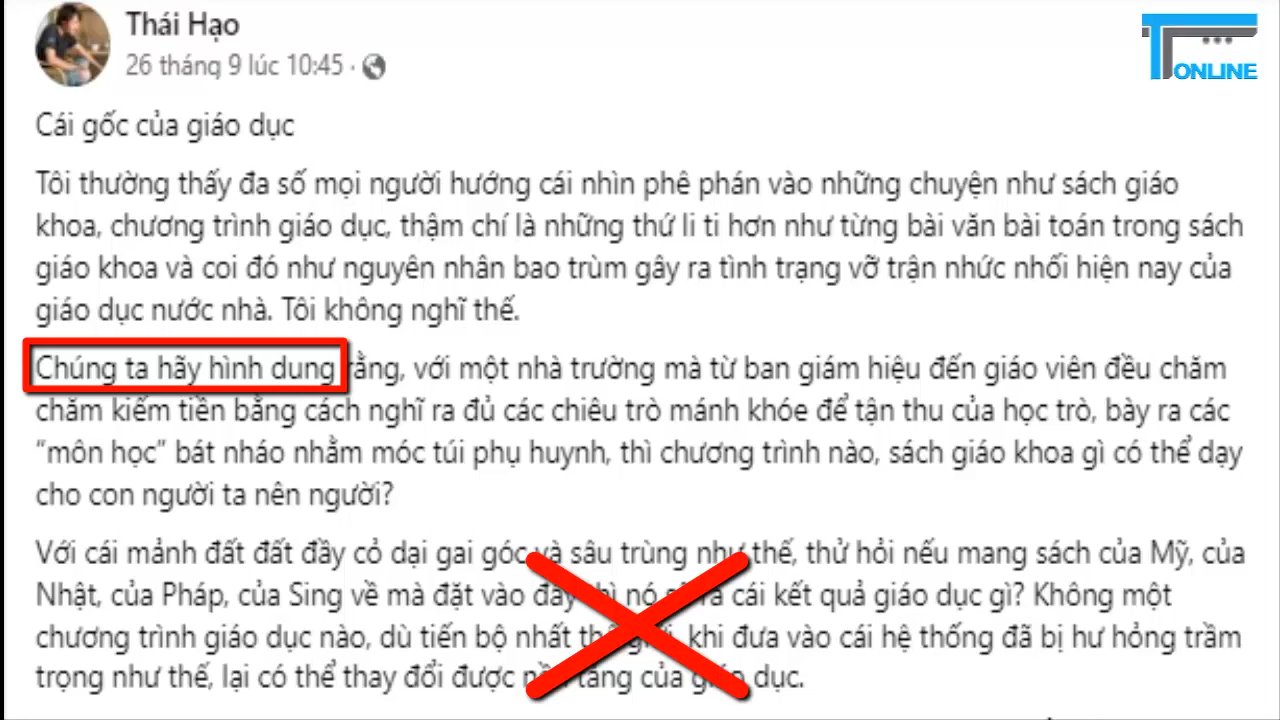 Thái Hạo
26 tháng 9 lúc 10:45 ·
ONLINE
Cái gốc của giáo dục
Tôi thường thấy đa số mọi người hướng cái nhìn phê phán vào những chuyện như sách giáo
khoa, chương trình giáo dục, thậm chí là những thứ li ti hơn như từng bài văn bài toán trong sách
giáo khoa và coi đó như nguyên nhân bao trùm gây ra tình trạng vỡ trận nhức nhối hiện nay của
giáo dục nước nhà. Tôi không nghĩ thế.
Chúng ta hãy hình dung rằng, với một nhà trường mà từ ban giám hiệu đến giáo viên đều chăm
chăm kiếm tiền bằng cách nghĩ ra đủ các chiêu trò mánh khóe để tận thu của học trò, bày ra các
“môn học” bát nháo nhằm móc túi phụ huynh, thì chương trình nào, sách giáo khoa gì có thể dạy
cho con người ta nên người?
Với cái mảnh đất đất đầy cỏ dại gai góc và sâu trùng như thế, thử hỏi nếu mang sách của Mỹ, của
Nhật, của Pháp, của Sing về mà đặt vào đây thì nó sẽ ra cái kết quả giáo dục gì? Không một
chương trình giáo dục nào, dù tiến bộ nhất thế giới, khi đưa vào cái hệ thống đã bị hư hỏng trầm
trọng như thế, lại có thể thay đổi được nền tảng của giáo dục.